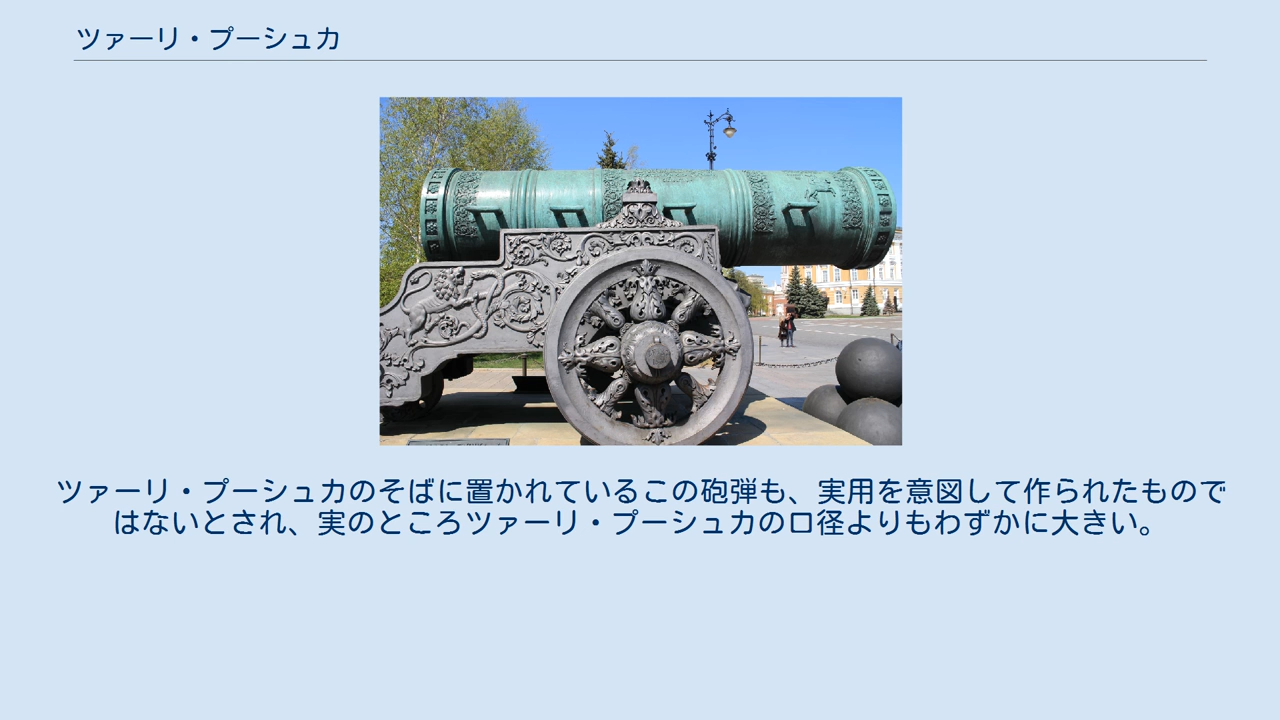 ツァーリ・プーシュカ
ツァーリ・プーシュカのそばに置かれているこの砲弾も、実用を意図して作られたもので
はないとされ、実のところツァーリ・プーシュカの口径よりもわずかに大きい。